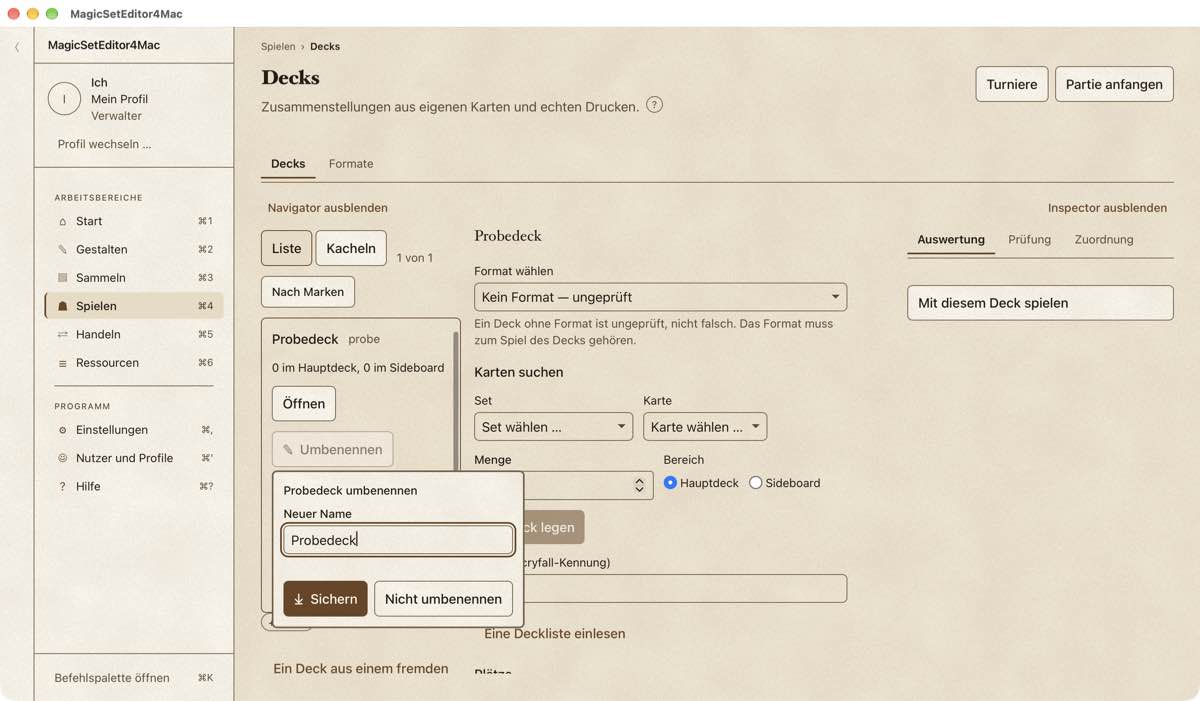 MagicSetEditor4Mac
MagicSetEditor4Mac
I
Ich
Mein Profil
Verwalter
Profil wechseln ...
ARBEITSBEREICHE
Start ⌘1
Gestalten ⌘2
Sammeln ⌘3
Spielen ⌘4
Handeln ⌘5
Ressourcen ⌘6
PROGRAMM
Einstellungen ⌘,
Nutzer und Profile ⌘'
? Hilfe ⌘?
Befehlspalette öffnen ⌘K
Spielen › Decks
Decks
Zusammenstellungen aus eigenen Karten und echten Drucken. ?
Turniere
Partie anfangen
Decks
Formate
Navigator ausblenden
Inspector ausblenden
Liste
Kacheln
1 von 1
Nach Marken
Probedeck probe
0 im Hauptdeck, 0 im Sideboard
Öffnen
Umbenennen
Probedeck umbenennen
Neuer Name
Probedeck
Sichern
Nicht umbenennen
Ein Deck aus einem fremden
Probedeck
Format wählen
Kein Format — ungeprüft
Ein Deck ohne Format ist ungeprüft, nicht falsch. Das Format muss
zum Spiel des Decks gehören.
Karten suchen
Set
Karte
Set wählen ...
Karte wählen ...
Menge
Bereich
Hauptdeck
Sideboard
ck legen
cryfall-Kennung)
Eine Deckliste einlesen
Auswertung
Prüfung
Zuordnung
Mit diesem Deck spielen